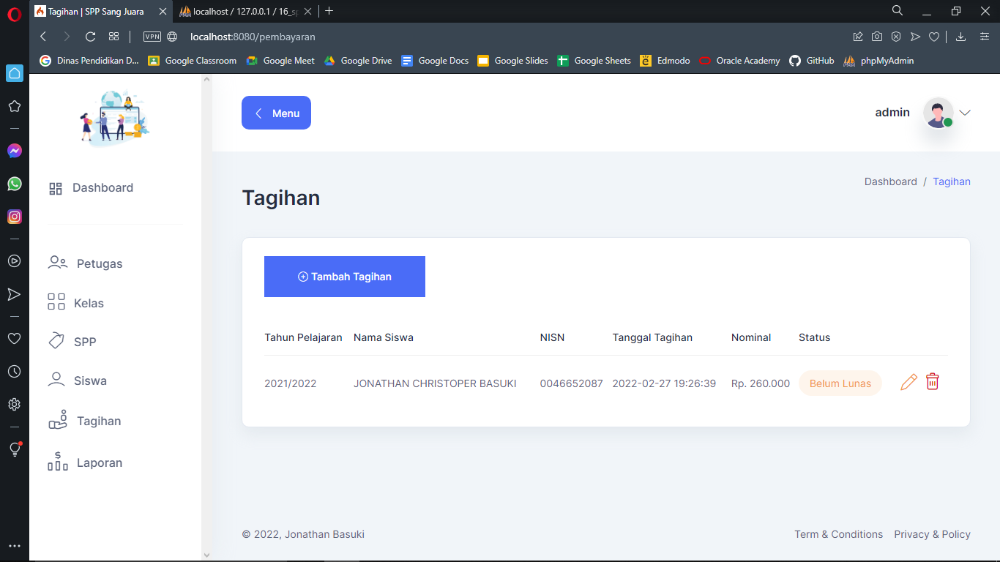 Tagihan | SPP Sang Juara
localhost / 127.0.0.1 / 16_sp
VPN
localhost:8080/pembayaran
Dinas Pendidikan D... Google Classroom Google Meet Google Drive Google Docs Google Slides Google Sheets Edmodo Oracle Academy GitHub phpMyAdmin
Menu
admin
Dashboard
Petugas
Kelas
SPP
Siswa
Tagihan
Laporan
Dashboard / Tagihan
Tagihan
Tambah Tagihan
Tahun Pelajaran Nama Siswa NISN Tanggal Tagihan Nominal Status
2021/2022 JONATHAN CHRISTOPER BASUKI 0046652087 2022-02-27 19:26:39 Rp. 260.000 Belum Lunas
© 2022, Jonathan Basuki
Term & Conditions Privacy & Policy